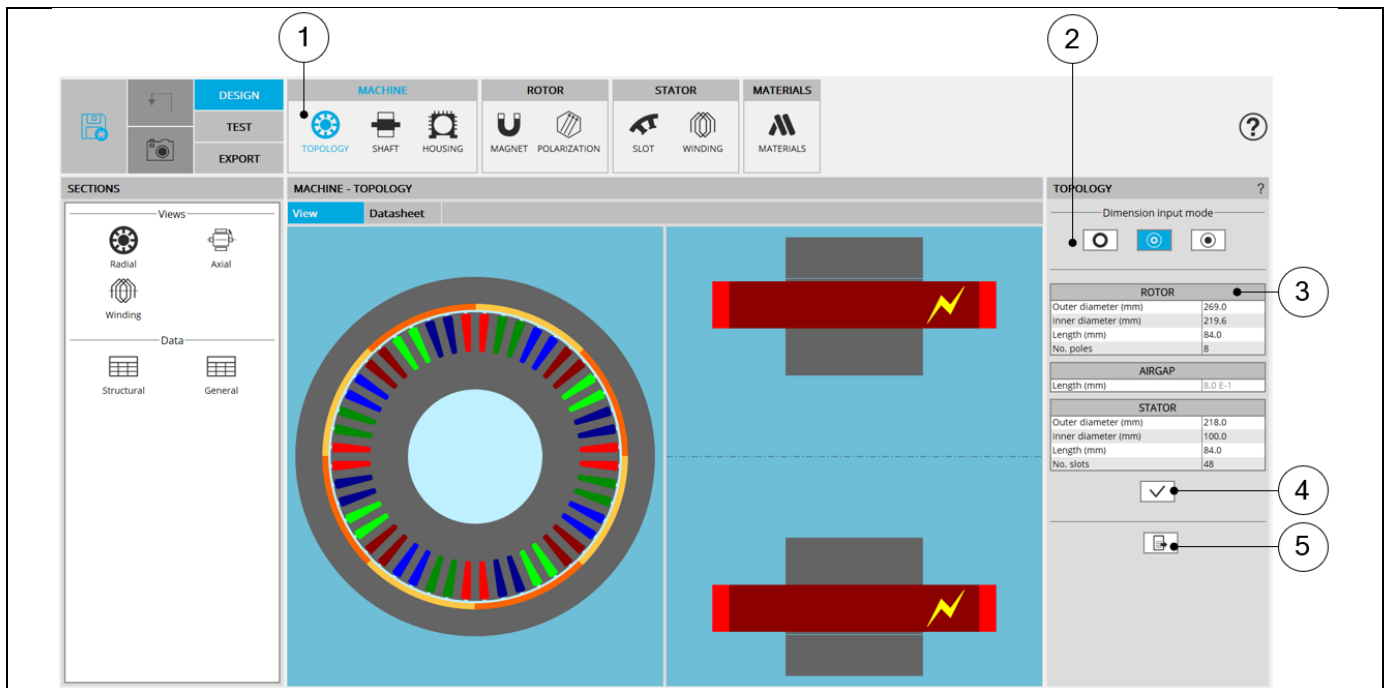 1
2
DESIGN
TEST
EXPORT
MACHINE
TOPOLOGY
SHAFT
HOUSING
ROTOR
MAGNET
POLARIZATION
STATOR
SLOT
WINDING
MATERIALS
MATERIALS
?
SECTIONS
Views
Radial
Axial
Winding
Data
Structural
General
MACHINE - TOPOLOGY
View
Datasheet
TOPOLOGY ?
Dimension input mode
3
ROTOR
Outer diameter (mm) 269.0
Inner diameter (mm) 219.6
Length (mm) 84.0
No. poles 8
AIRGAP
Length (mm) 8.0 E-1
STATOR
Outer diameter (mm) 218.0
Inner diameter (mm) 100.0
Length (mm) 84.0
No. slots 48
4
5